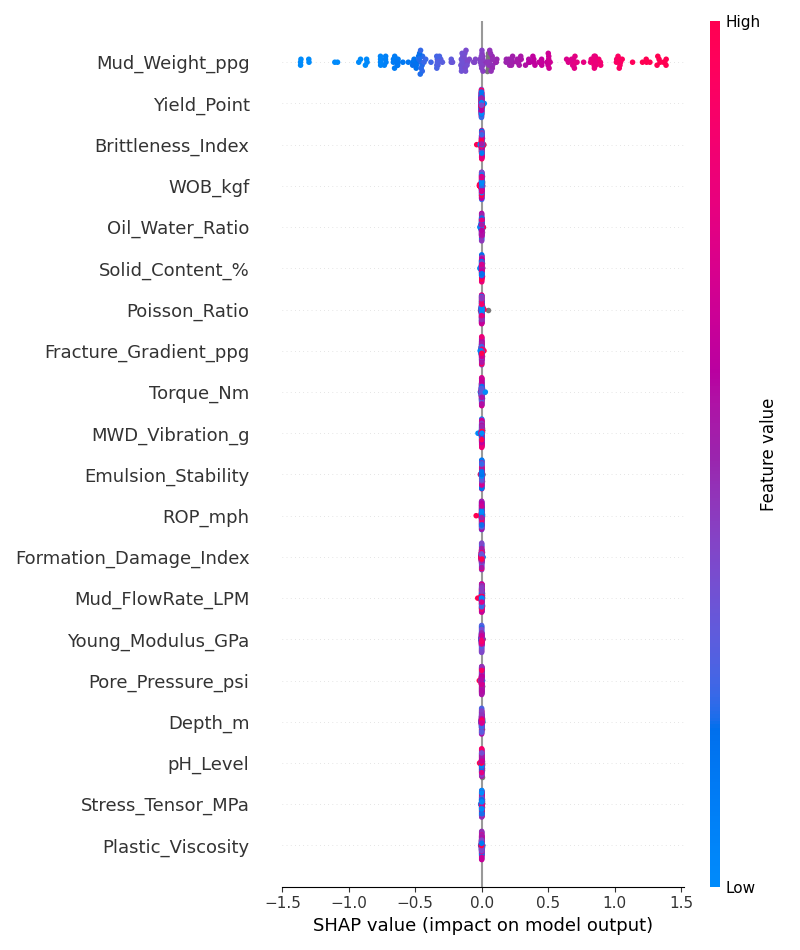 High
Mud_Weight_ppg
Yield_Point
Brittleness_Index
WOB_kgf
Oil_Water_Ratio
Solid_Content_%
Poisson_Ratio
Fracture_Gradient_ppg
Torque_Nm
MWD_Vibration_g
Emulsion_Stability
ROP_mph
Formation_Damage_Index
Mud_FlowRate_LPM
Young_Modulus_GPa
Pore_Pressure_psi
Depth_m
pH_Level
Stress_Tensor_MPa
Plastic_Viscosity
Feature value
Low
−1.5 −1.0 −0.5 0.0 0.5 1.0 1.5
SHAP value (impact on model output)